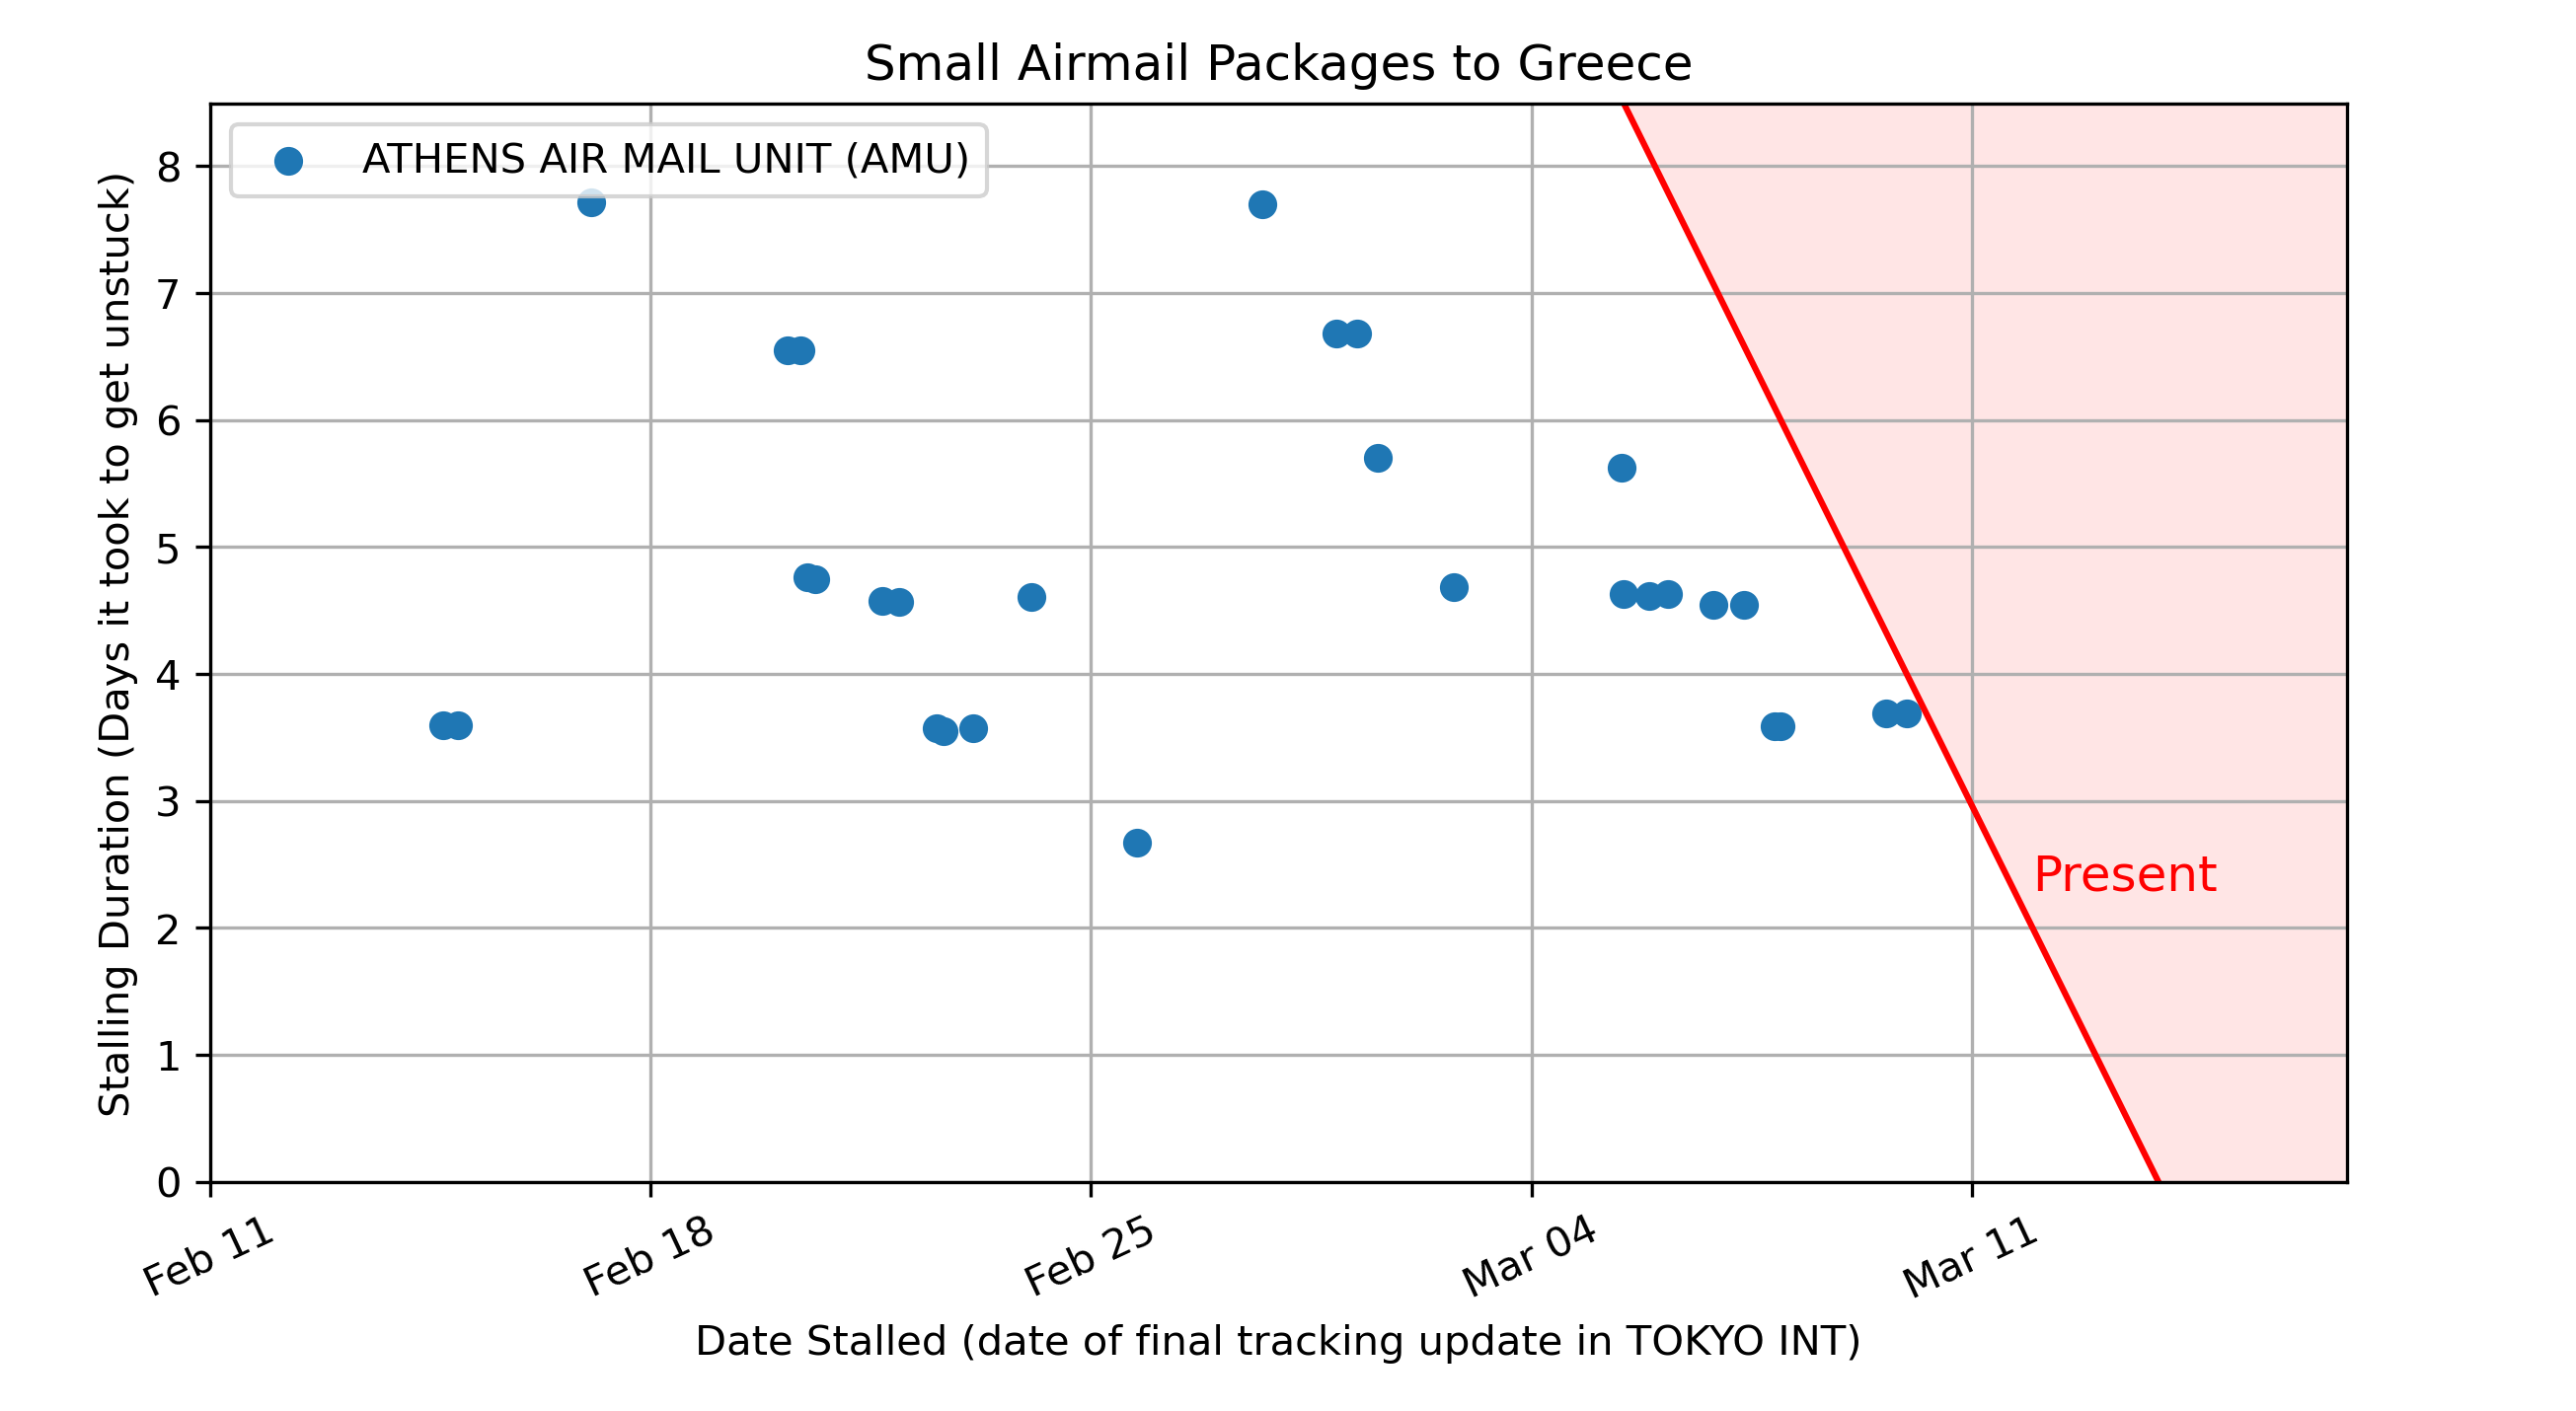 Small Airmail Packages to Greece
ATHENS AIR MAIL UNIT (AMU)
Stalling Duration (Days it took to get unstuck)
8
7
6
5
4
3
2
1
0
Present
Feb 11
Feb 18
Feb 25
Mar 04
Mar 11
Date Stalled (date of final tracking update in TOKYO INT)